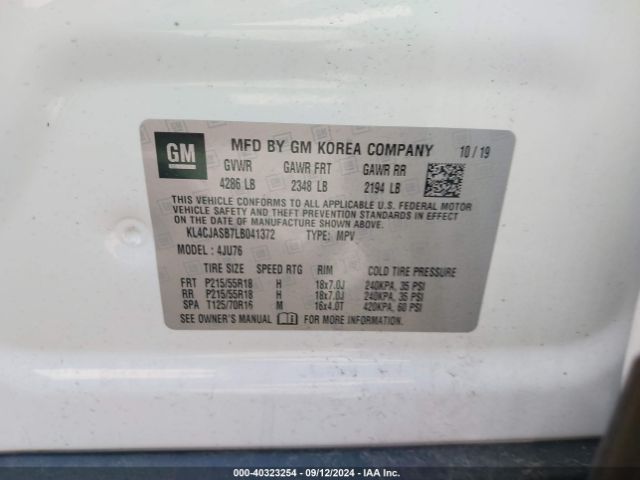 GM
MFD BY GM KOREA COMPANY 10/19
GVWR GAWR FRT GAWR RR
4286 LB 2348 LB 2194 LB
THIS VEHICLE CONFORMS TO ALL APPLICABLE U.S. FEDERAL MOTOR
VEHICLE SAFETY AND THEFT PREVENTION STANDARDS IN EFFECT ON
THE DATE OF MANUFACTURE SHOWN ABOVE.
KL4CJASB7LB041372 TYPE: MPV
MODEL: 4JU76
TIRE SIZE SPEED RTG RIM COLD TIRE PRESSURE
FRT P215/55R18 H 18x7.0J 240KPA, 35 PSI
RR P215/55R18 H 18x7.0J 240KPA, 35 PSI
SPA T125/70R16 M 16x4.0T 420KPA, 60 PSI
SEE OWNER'S MANUAL FOR MORE INFORMATION.
000-40323254 - 09/12/2024 - IAA Inc.